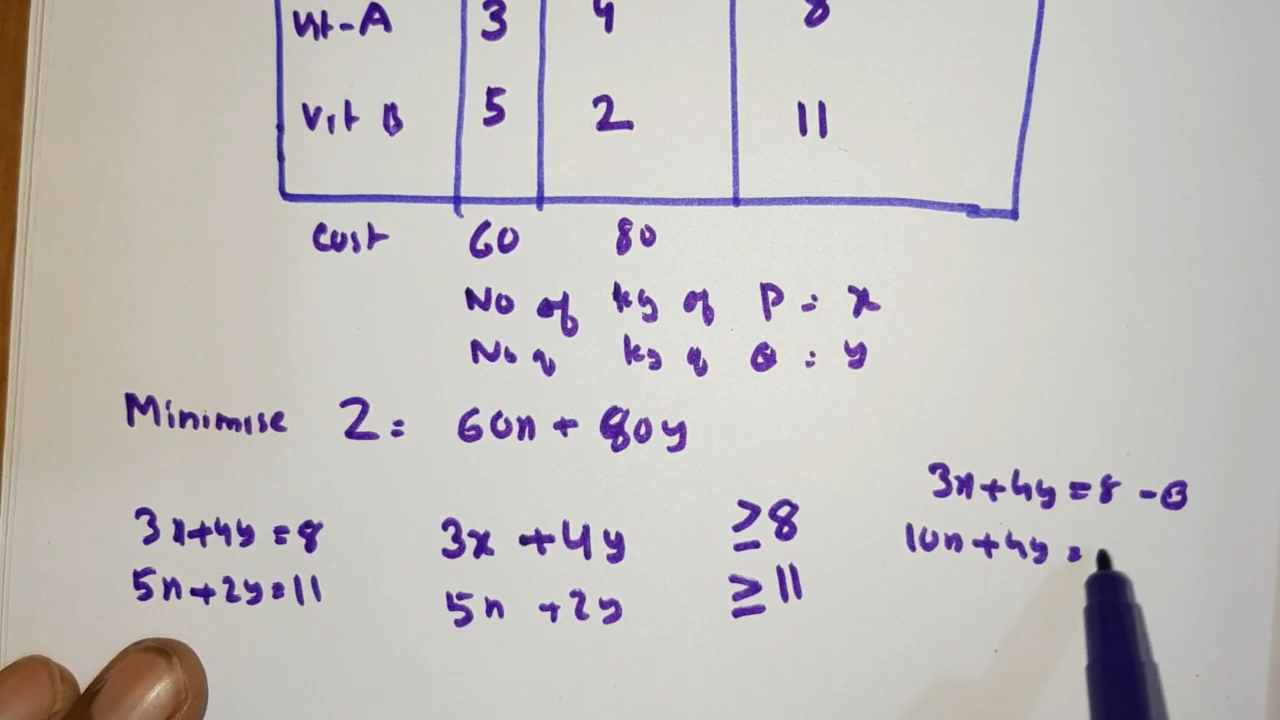 Vit-A 3 4 8
Vit B 5 2 11
Cost 60 80
No of kg of P = x
No of kg of Q : y
Minimise Z = 60x + 80y
3x+4y = 8 3x + 4y ≥ 8 3x+4y = 8 -
5x+2y = 11 5x + 2y ≥ 11 10x+4y =